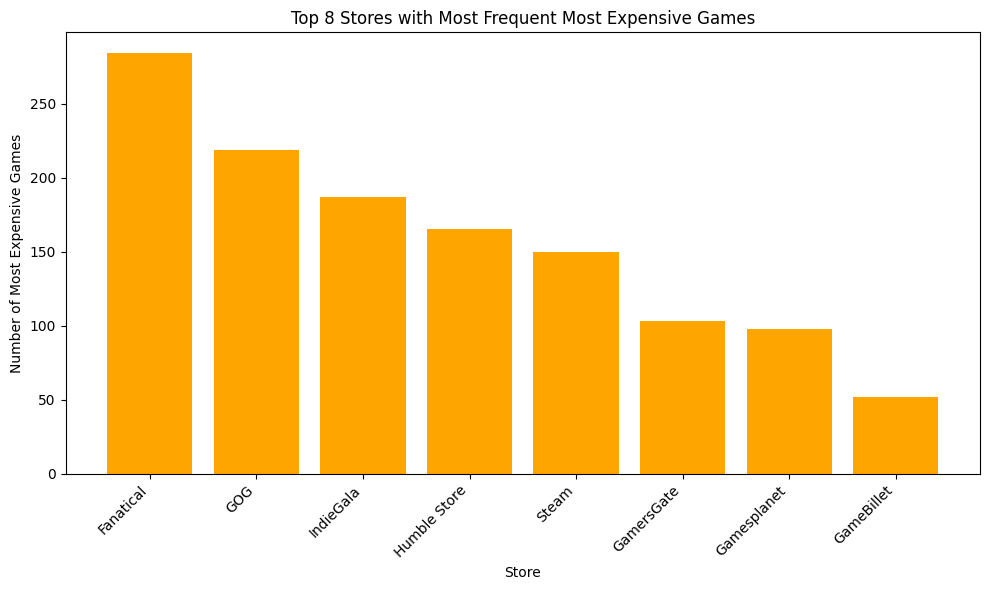 Top 8 Stores with Most Frequent Most Expensive Games
Number of Most Expensive Games
250
200
150
100
50
0
Fanatical
GOG
IndieGala
Humble Store
Steam
GamersGate
Gamesplanet
GameBillet
Store